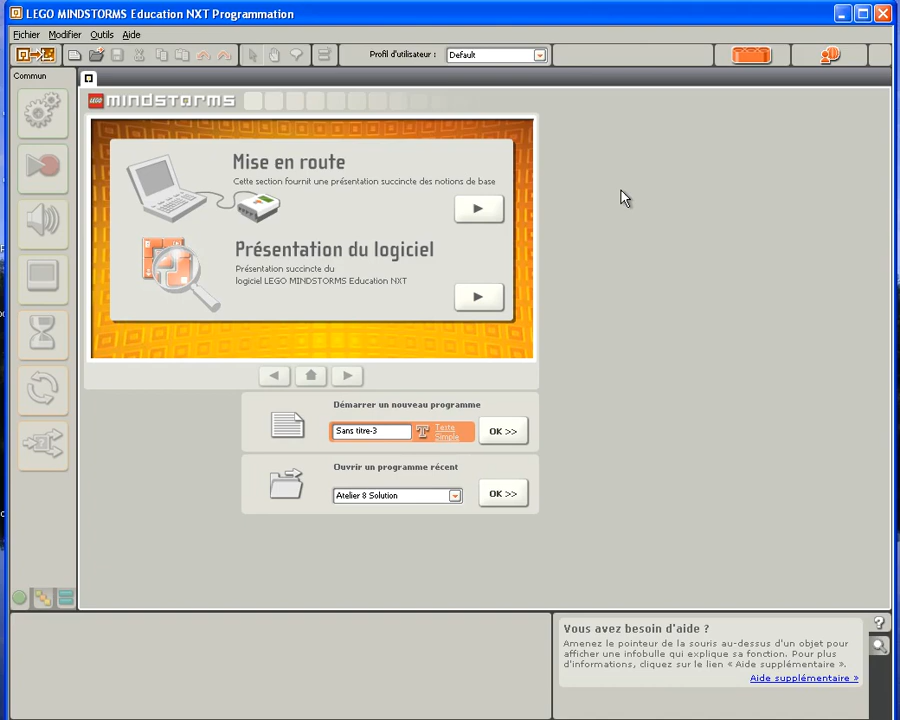 LEGO MINDSTORMS Education NXT Programmation
Fichier Modifier Outils Aide
Profil d'utilisateur : Default
Commun
LEGO mindstorms
Mise en route
Cette section fournit une présentation succincte des notions de base
Présentation du logiciel
Présentation succincte du
logiciel LEGO MINDSTORMS Education NXT
Démarrer un nouveau programme
Sans titre-3
Texte
Simple
OK >>
Ouvrir un programme récent
Atelier 8 Solution
OK >>
Vous avez besoin d'aide ?
Amenez le pointeur de la souris au-dessus d'un objet pour
afficher une infobulle qui explique sa fonction. Pour plus
d'informations, cliquez sur le lien « Aide supplémentaire ».
Aide supplémentaire »
?